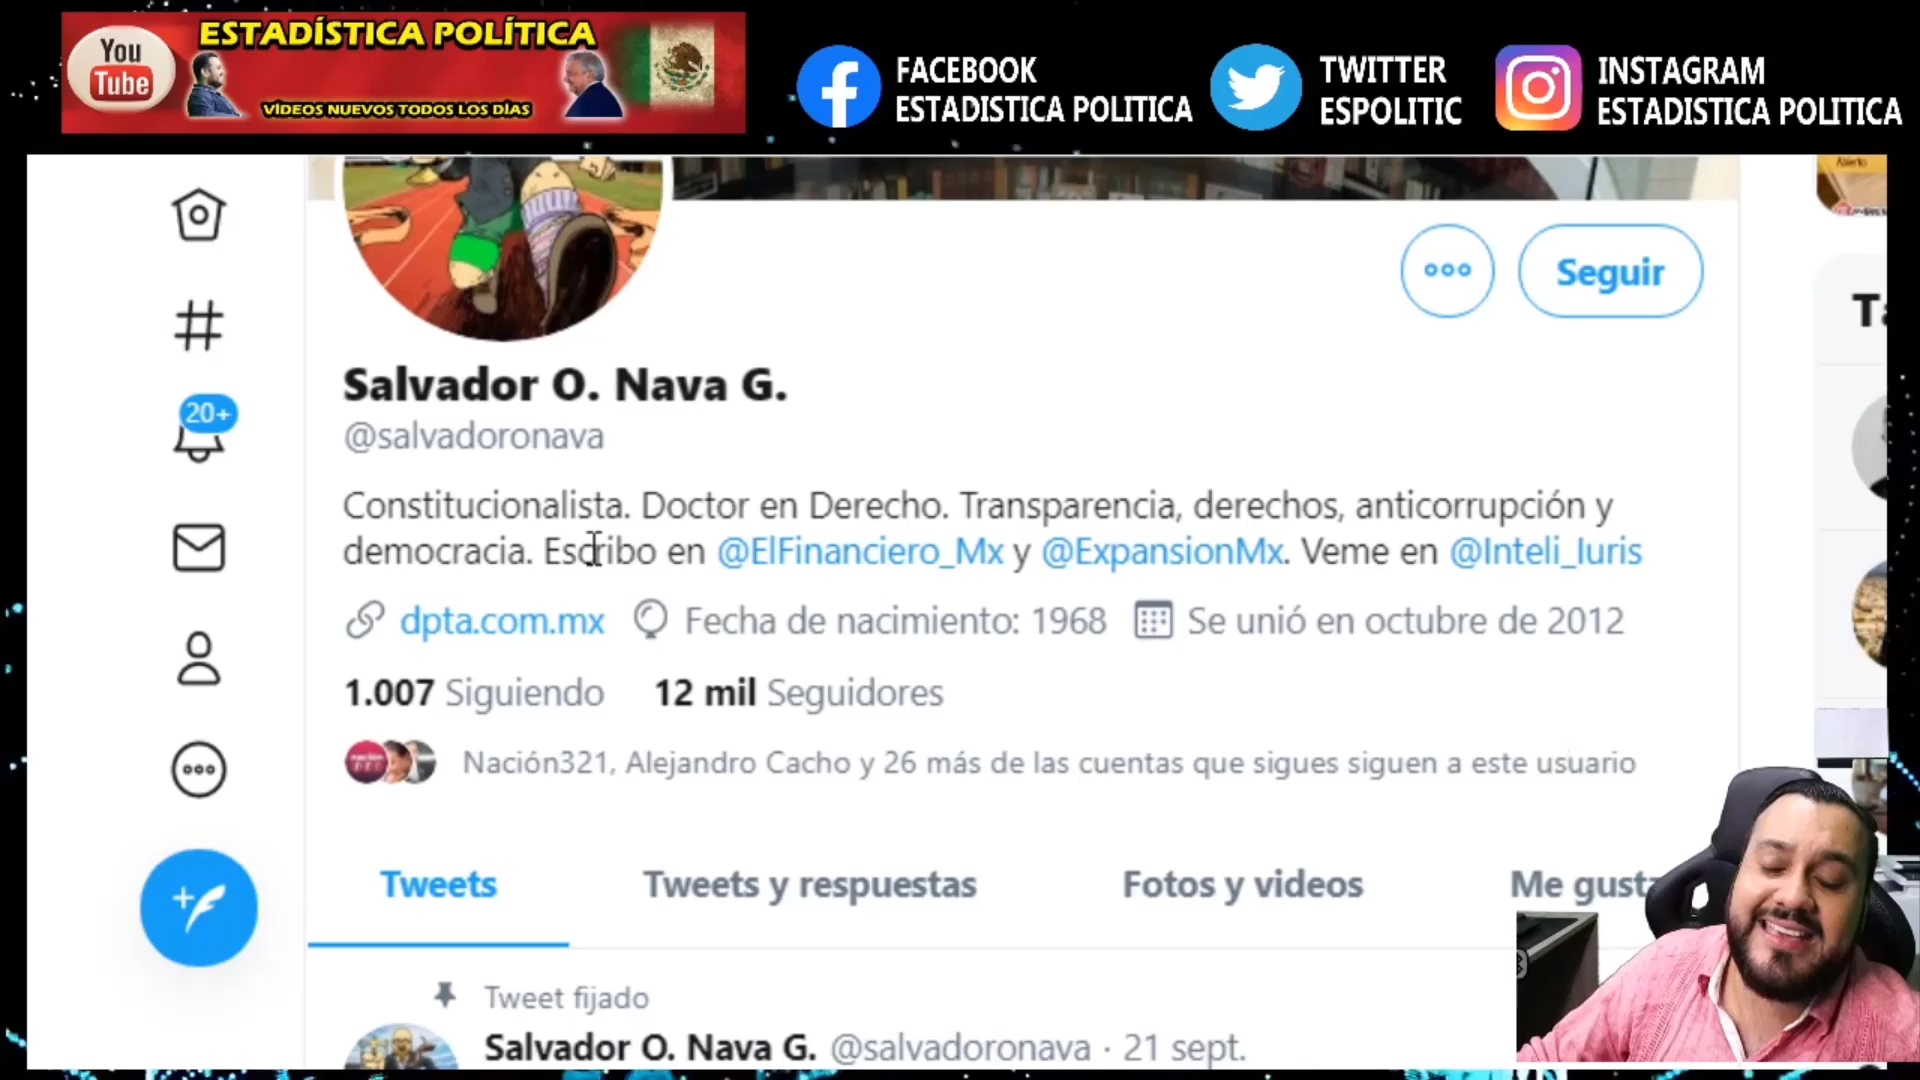 You
Tube
ESTADÍSTICA POLÍTICA
VÍDEOS NUEVOS TODOS LOS DÍAS
FACEBOOK
ESTADISTICA POLITICA
TWITTER
ESPOLITIC
INSTAGRAM
ESTADISTICA POLITICA
Seguir
20+
Salvador O. Nava G.
@salvadoronava
Constitucionalista. Doctor en Derecho. Transparencia, derechos, anticorrupción y
democracia. Escribo en @ElFinanciero_Mx y @ExpansionMx. Veme en @Inteli_Iuris
dpta.com.mx Fecha de nacimiento: 1968 Se unió en octubre de 2012
1.007 Siguiendo 12 mil Seguidores
Nación321, Alejandro Cacho y 26 más de las cuentas que sigues siguen a este usuario
Tweets Tweets y respuestas Fotos y videos Me gusta
Tweet fijado
Salvador O. Nava G. @salvadoronava · 21 sept.